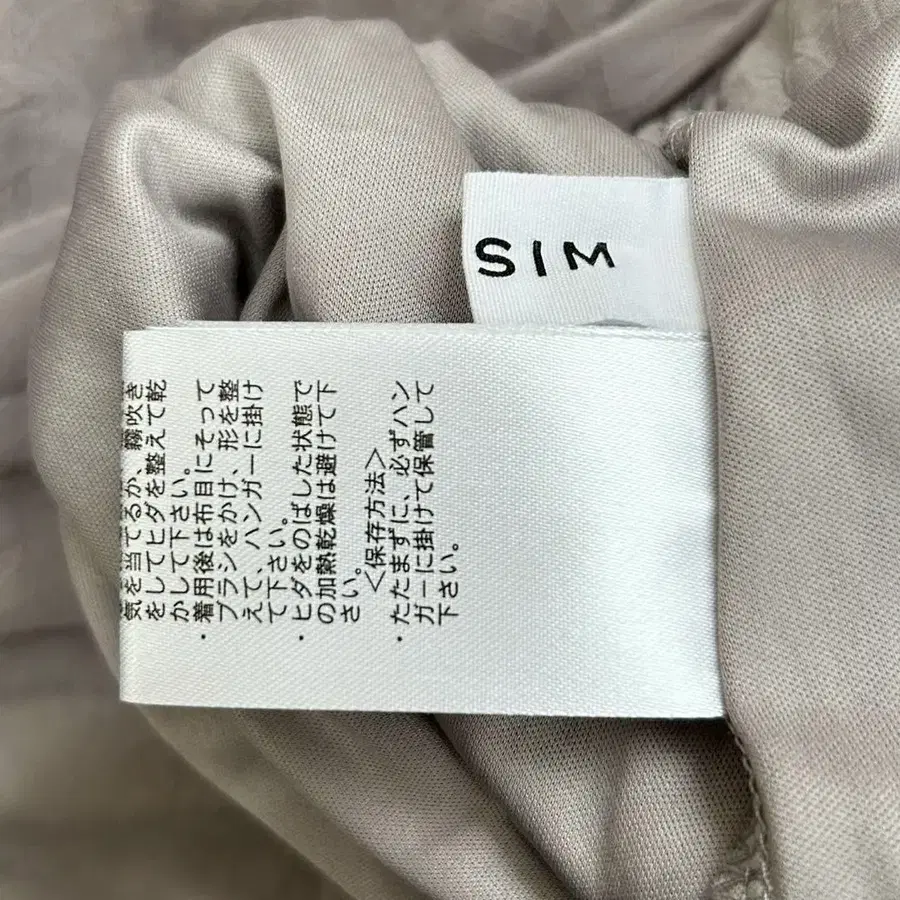 SIM
気を当てるか、霧吹き
をしてヒダを整えて乾
かして下さい。
・着用後は布目にそって
ブラシをかけ、形を整
えて、ハンガーに掛け
て下さい。
・ヒダをのばした状態で
の加熱乾燥は避けて下
さい。
＜保存方法＞
・たたまずに、必ずハン
ガーに掛けて保管して
下さい。